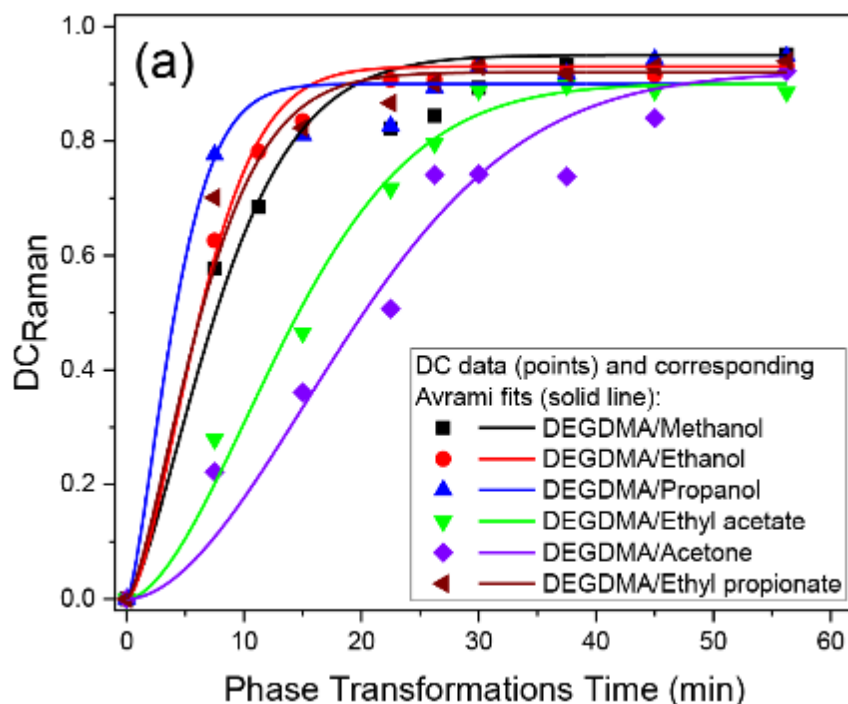 (a)
1.0
0.8
0.6
0.4
0.2
0.0
DCRaman
DC data (points) and corresponding
Avrami fits (solid line):
DEGDMA/Methanol
DEGDMA/Ethanol
DEGDMA/Propanol
DEGDMA/Ethyl acetate
DEGDMA/Acetone
DEGDMA/Ethyl propionate
0 10 20 30 40 50 60
Phase Transformations Time (min)